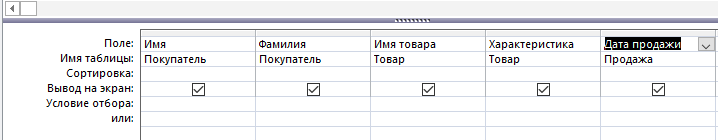 Поле: Имя Фамилия Имя товара Характеристика Дата продажи
Имя таблицы: Покупатель Покупатель Товар Товар Продажа
Сортировка:
Вывод на экран:
Условие отбора:
или: